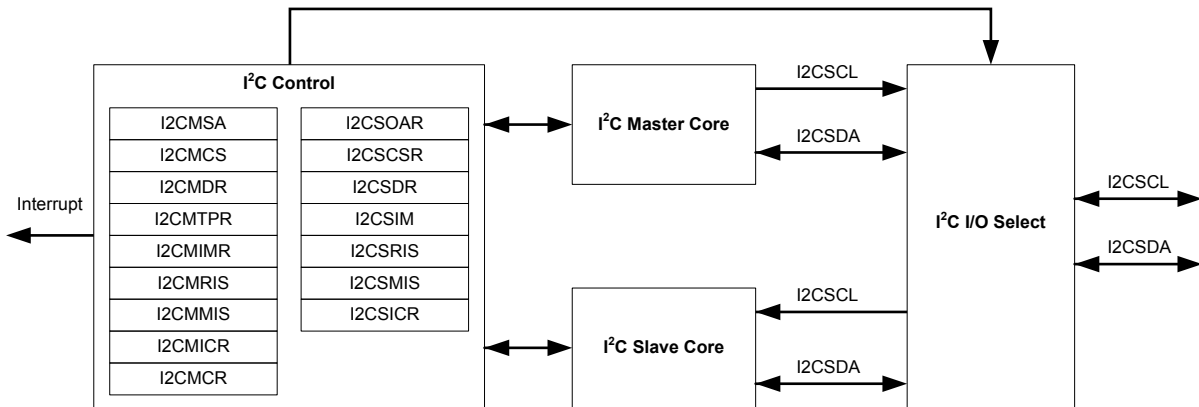 I²C Control
I2CMSA
I2CMCS
I2CMDR
I2CMTPR
I2CMIMR
I2CMRIS
I2CMMIS
I2CMICR
I2CMCR
I2CSOAR
I2CSCSR
I2CSDR
I2CSIM
I2CSRIS
I2CSMIS
I2CSICR
Interrupt
I²C Master Core
I2CSCL
I2CSDA
I²C Slave Core
I2CSCL
I2CSDA
I²C I/O Select
I2CSCL
I2CSDA